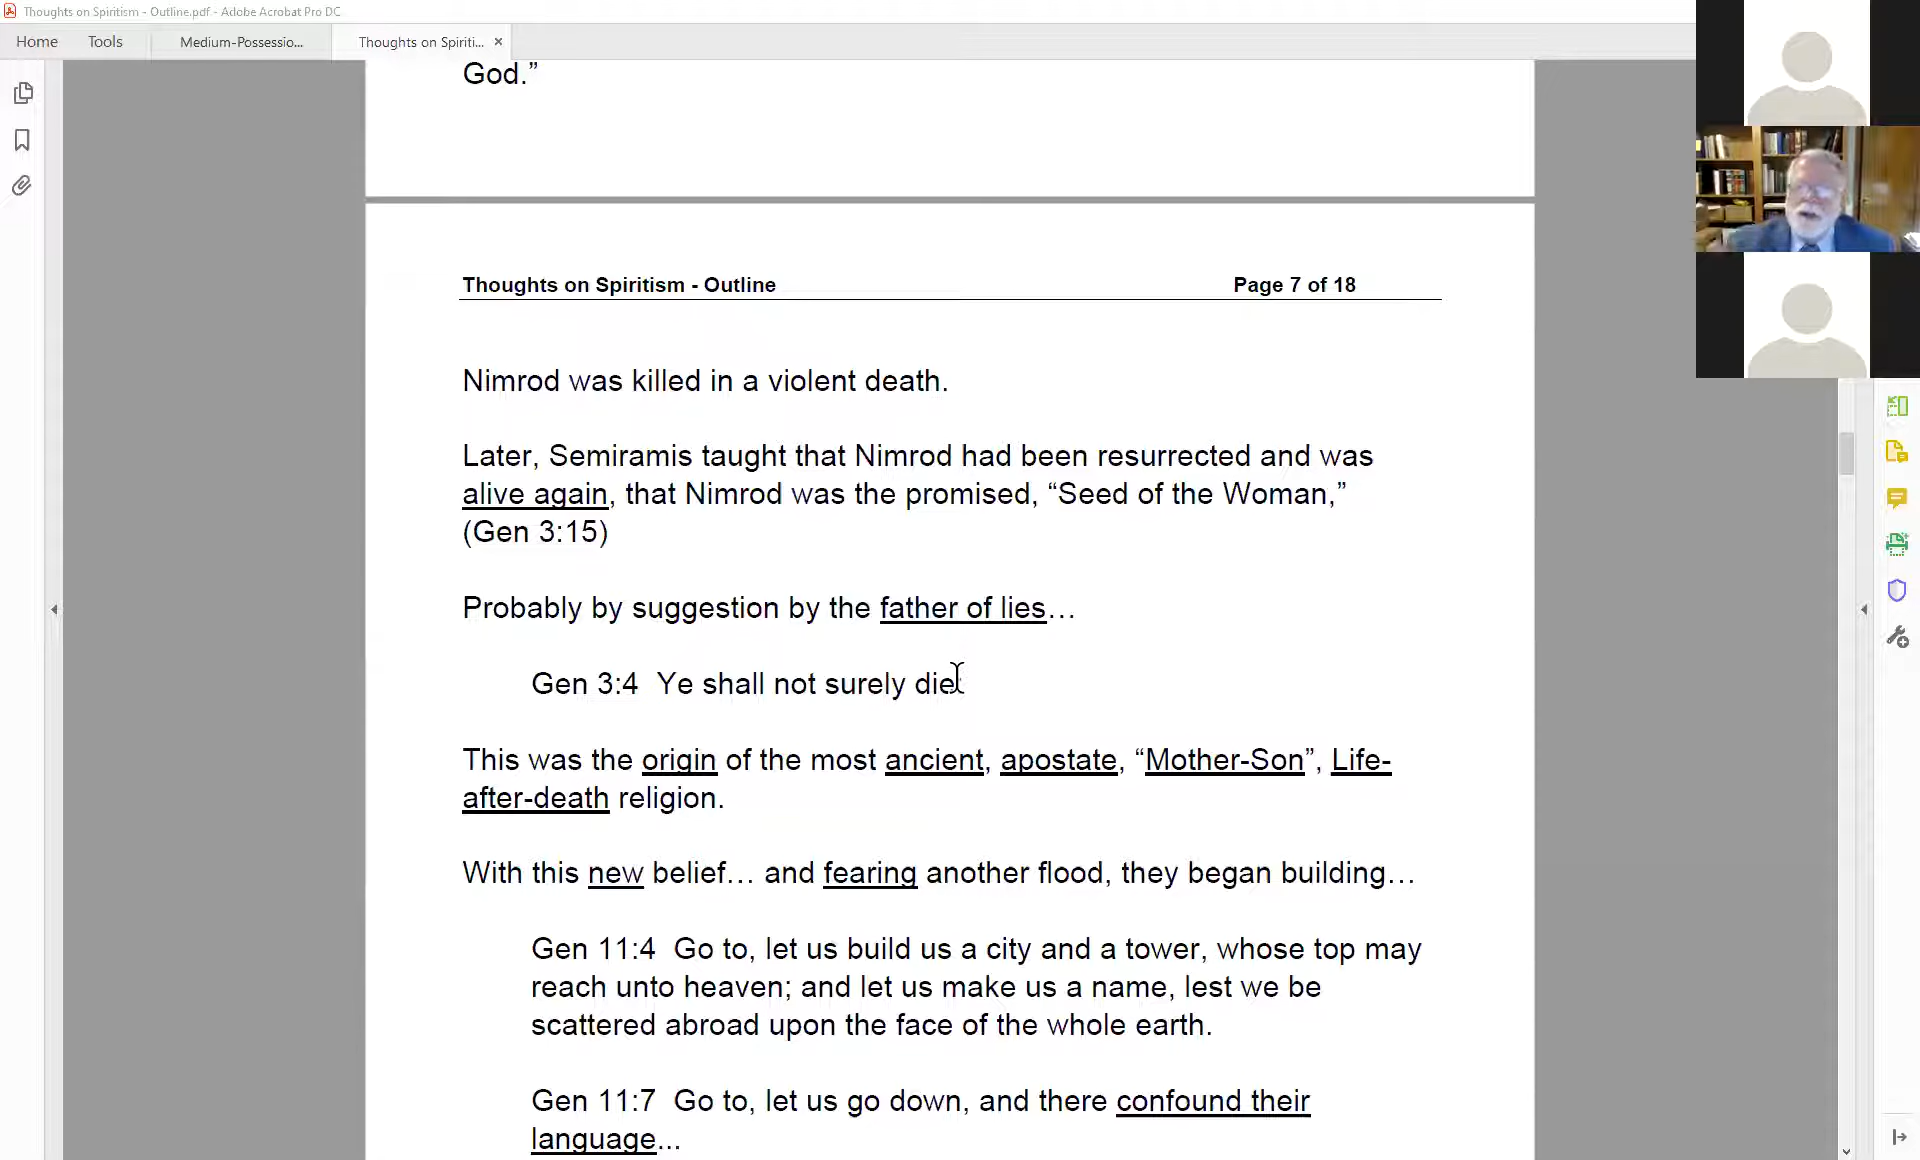 Thoughts on Spiritism - Outline.pdf - Adobe Acrobat Pro DC
Home Tools Medium-Possessio... Thoughts on Spiriti... ×
God.”
Thoughts on Spiritism - Outline Page 7 of 18
Nimrod was killed in a violent death.
Later, Semiramis taught that Nimrod had been resurrected and was
alive again, that Nimrod was the promised, “Seed of the Woman,”
(Gen 3:15)
Probably by suggestion by the father of lies…
Gen 3:4 Ye shall not surely die
This was the origin of the most ancient, apostate, “Mother-Son”, Life-
after-death religion.
With this new belief… and fearing another flood, they began building…
Gen 11:4 Go to, let us build us a city and a tower, whose top may
reach unto heaven; and let us make us a name, lest we be
scattered abroad upon the face of the whole earth.
Gen 11:7 Go to, let us go down, and there confound their
language...